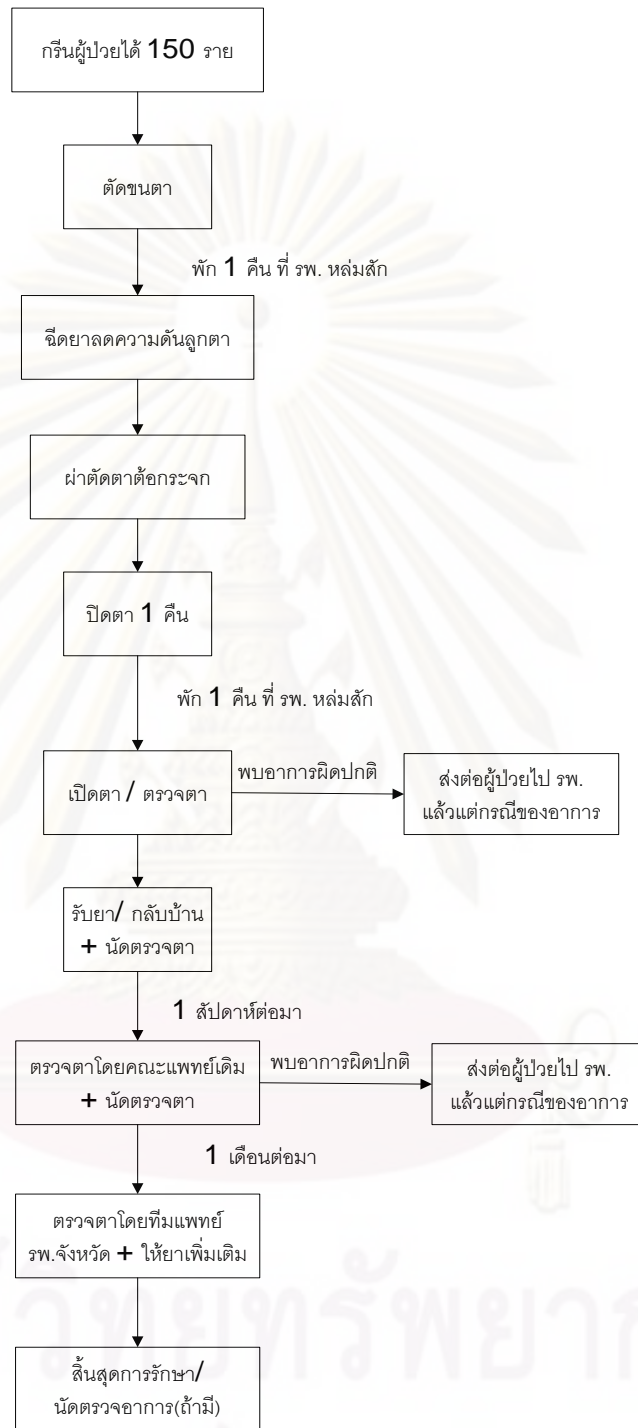 กรีนผู้ป่วยได้ 150 ราย
ตัดขนตา
พัก 1 คืน ที่ รพ. หล่มสัก
ฉีดยาลดความดันลูกตา
ผ่าตัดตาต้อกระจก
ปิดตา 1 คืน
พัก 1 คืน ที่ รพ. หล่มสัก
เปิดตา / ตรวจตา
พบอาการผิดปกติ
ส่งต่อผู้ป่วยไป รพ.
แล้วแต่กรณีของอาการ
รับยา/ กลับบ้าน
+ นัดตรวจตา
1 สัปดาห์ต่อมา
ตรวจตาโดยคณะแพทย์เดิม
+ นัดตรวจตา
พบอาการผิดปกติ
ส่งต่อผู้ป่วยไป รพ.
แล้วแต่กรณีของอาการ
1 เดือนต่อมา
ตรวจตาโดยทีมแพทย์
รพ.จังหวัด + ให้ยาเพิ่มเติม
สิ้นสุดการรักษา/
นัดตรวจอาการ(ถ้ามี)